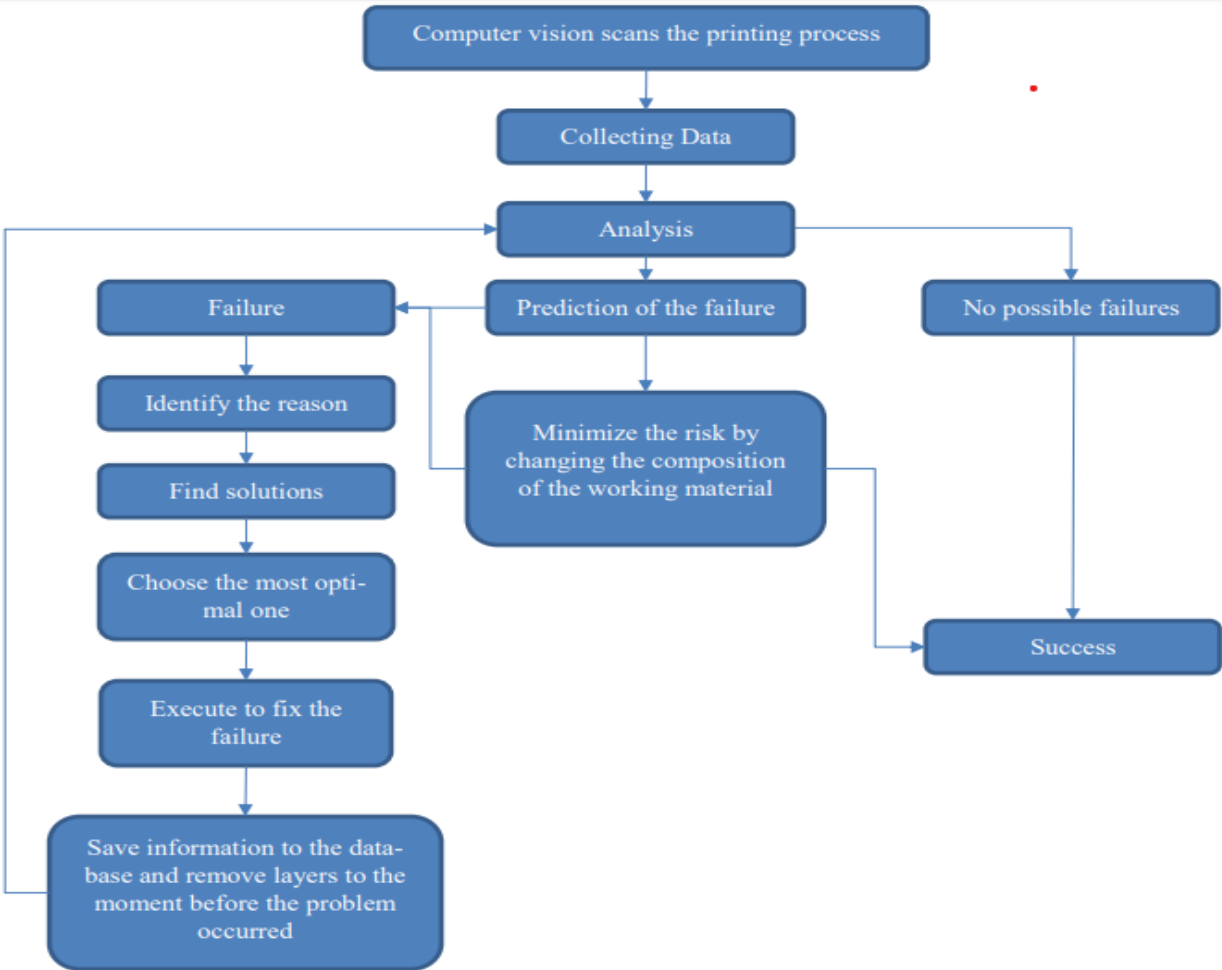 Computer vision scans the printing process
Collecting Data
Analysis
Failure
Prediction of the failure
No possible failures
Identify the reason
Minimize the risk by
changing the composition
of the working material
Find solutions
Choose the most opti-
mal one
Success
Execute to fix the
failure
Save information to the data-
base and remove layers to the
moment before the problem
occurred